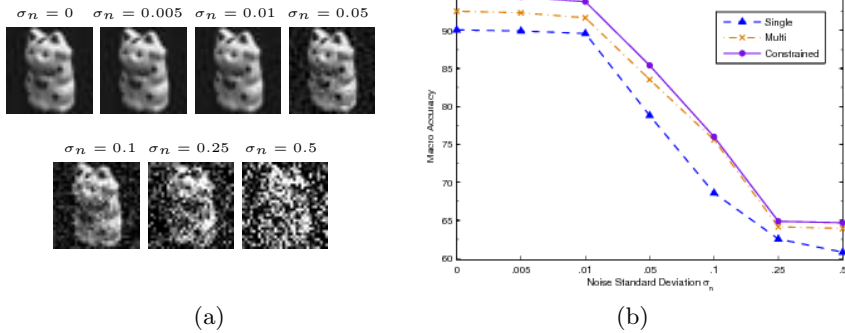 σn = 0 σn = 0.005 σn = 0.01 σn = 0.05
σn = 0.1 σn = 0.25 σn = 0.5
(a)
90
85
80
75
70
65
60
Macro Accuracy
0 .005 .01 .05 .1 .25 .5
Noise Standard Deviation σn
Single
Multi
Constrained
(b)